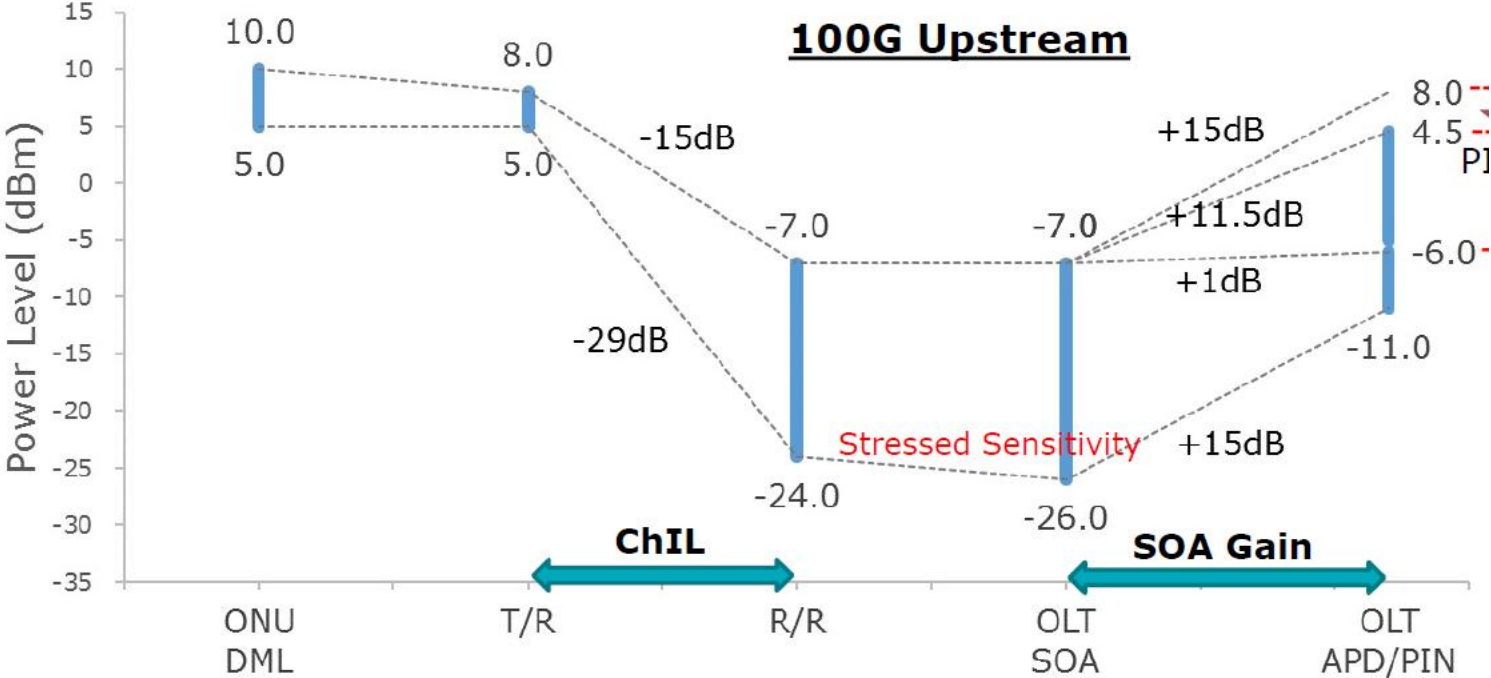 100G Upstream
Power Level (dBm)
15
10
5
0
-5
-10
-15
-20
-25
-30
-35
10.0
5.0
8.0
5.0
-15dB
-29dB
-7.0
-24.0
Stressed Sensitivity
-7.0
-26.0
+15dB
+11.5dB
+1dB
+15dB
8.0
4.5
PI
-6.0
-11.0
ChIL
SOA Gain
ONU
DML
T/R
R/R
OLT
SOA
OLT
APD/PIN